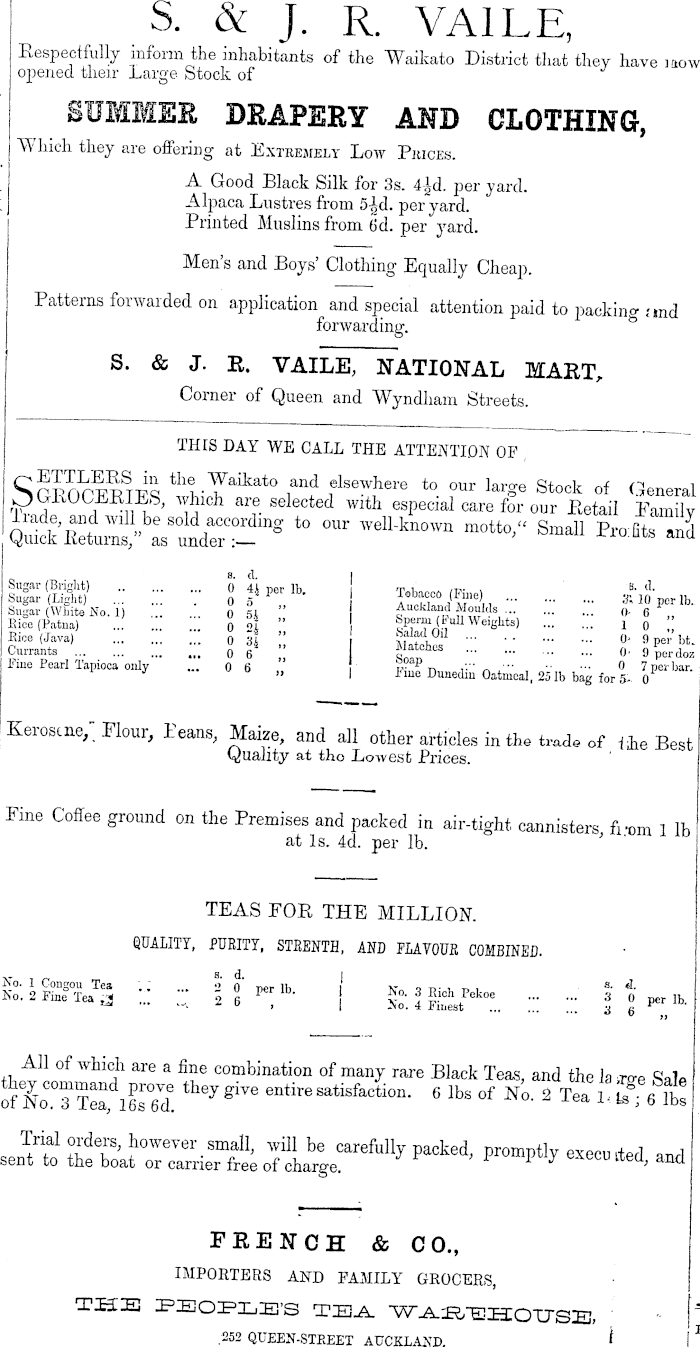 S. & J. R. VAILE,
Respectfully inform the inhabitants of the Waikato District that they have now
opened their Large Stock of
SUMMER DRAPERY AND CLOTHING,
Which they are offering at EXTREMELY LOW PRICES.
A Good Black Silk for 3s. 4½d. per yard.
Alpaca Lustres from 5½d. per yard.
Printed Muslins from 6d. per yard.
Men's and Boys' Clothing Equally Cheap.
Patterns forwarded on application and special attention paid to packing and
forwarding.
S. & J. R. VAILE, NATIONAL MART,
Corner of Queen and Wyndham Streets.
THIS DAY WE CALL THE ATTENTION OF
SETTLERS in the Waikato and elsewhere to our large Stock of General
GROCERIES, which are selected with especial care for our Retail Family
Trade, and will be sold according to our well-known motto, "Small Profits and
Quick Returns," as under :—
s. d.
Sugar (Bright) .. ... ... 0 4½ per lb.
Sugar (Light) ... ... . 0 5 ,,
Sugar (White No. 1) ... ... 0 5½ ,,
Rice (Patna) ... ... ... 0 2½ ,,
Rice (Java) ... ... ... 0 3½ ,,
Currants ... ... ... ... 0 6 ,,
Fine Pearl Tapioca only ... 0 6 ,,
s. d.
Tobacco (Fine) ... ... ... 3 10 per lb.
Auckland Moulds ... ... ... 0 6 ,,
Sperm (Full Weights) ... ... 1 0 ,,
Salad Oil ... .. ... ... 0 9 per bt.
Matches ... ... ... ... 0 9 per doz
Soap ... ... .. ... 0 7 per bar.
Fine Dunedin Oatmeal, 25 lb bag for 5 0
Kerosene, Flour, Beans, Maize, and all other articles in the trade of the Best
Quality at the Lowest Prices.
Fine Coffee ground on the Premises and packed in air-tight cannisters, from 1 lb
at 1s. 4d. per lb.
TEAS FOR THE MILLION.
QUALITY, PURITY, STRENTH, AND FLAVOUR COMBINED.
s. d.
No. 1 Congou Tea .. ... 2 0 per lb.
No. 2 Fine Tea ... ... 2 6 ,
s. d.
No. 3 Rich Pekoe ... ... 3 0 per lb.
No. 4 Finest ... ... ... 3 6 ,,
All of which are a fine combination of many rare Black Teas, and the large Sale
they command prove they give entire satisfaction. 6 lbs of No. 2 Tea ; 6 lbs
of No. 3 Tea, 16s 6d.
Trial orders, however small, will be carefully packed, promptly executed, and
sent to the boat or carrier free of charge.
FRENCH & CO.,
IMPORTERS AND FAMILY GROCERS,
THE PEOPLE'S TEA WAREHOUSE,
252 QUEEN-STREET AUCKLAND.